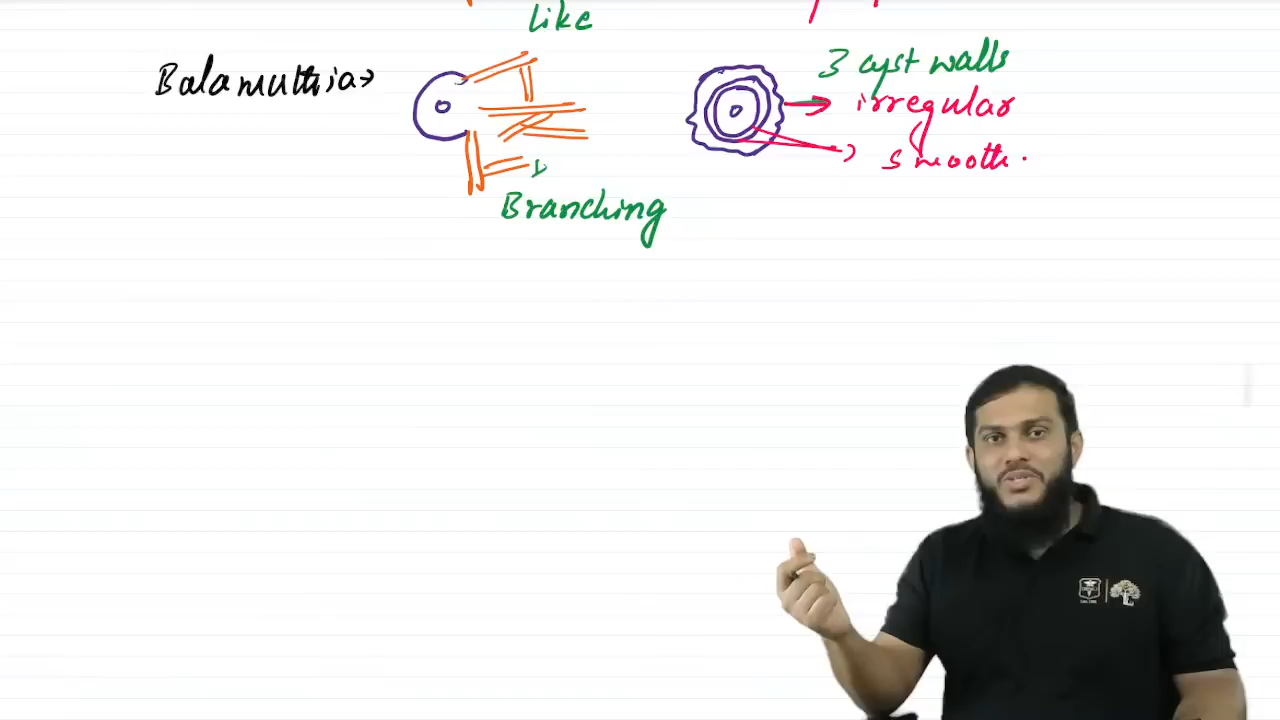 like
Balamuthia →
3 cyst walls
irregular
smooth.
Branching